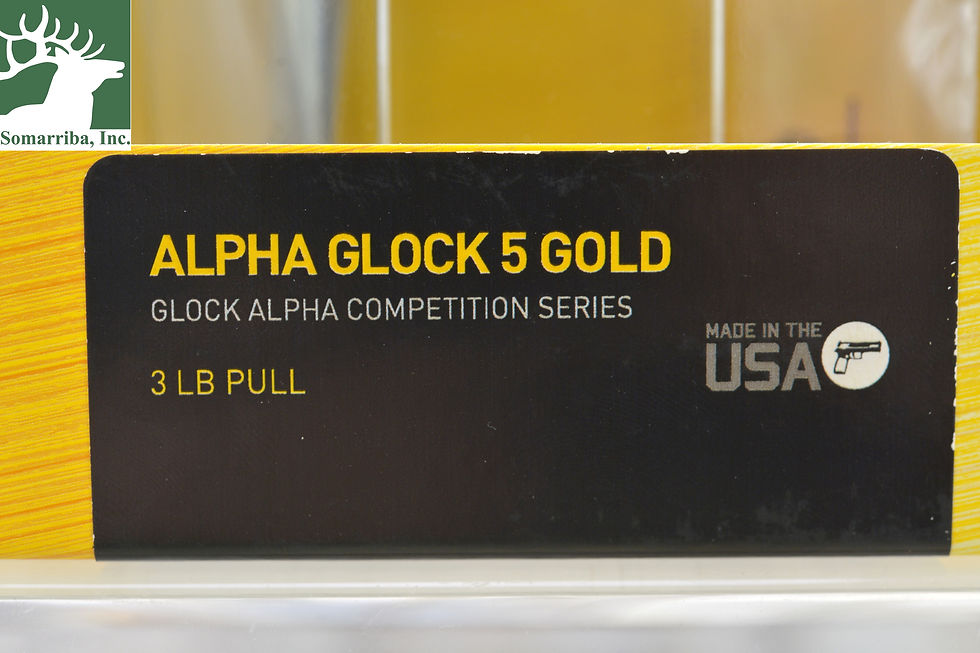 Somarriba, Inc.
ALPHA GLOCK 5 GOLD
GLOCK ALPHA COMPETITION SERIES
3 LB PULL
MADE IN THE
USA